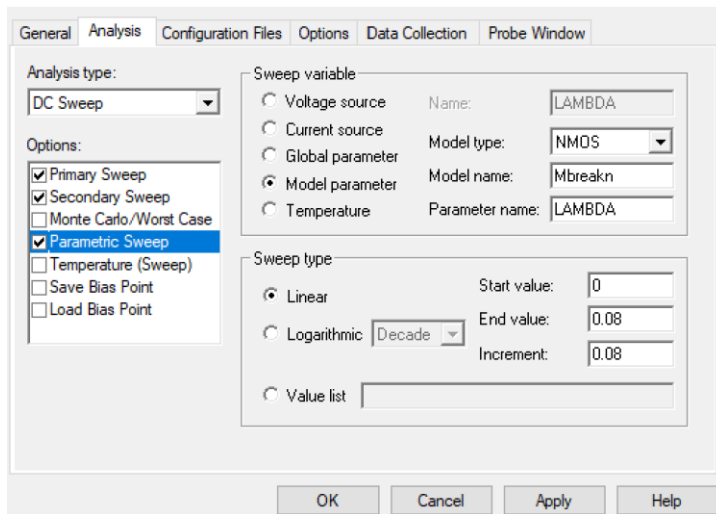 General Analysis Configuration Files Options Data Collection Probe Window
Analysis type:
DC Sweep
Options:
Primary Sweep
Secondary Sweep
Monte Carlo/Worst Case
Parametric Sweep
Temperature (Sweep)
Save Bias Point
Load Bias Point
Sweep variable
Voltage source
Current source
Global parameter
Model parameter
Temperature
Name: LAMBDA
Model type: NMOS
Model name: Mbreakn
Parameter name: LAMBDA
Sweep type
Linear
Logarithmic Decade
Start value: 0
End value: 0.08
Increment: 0.08
Value list
OK Cancel Apply Help